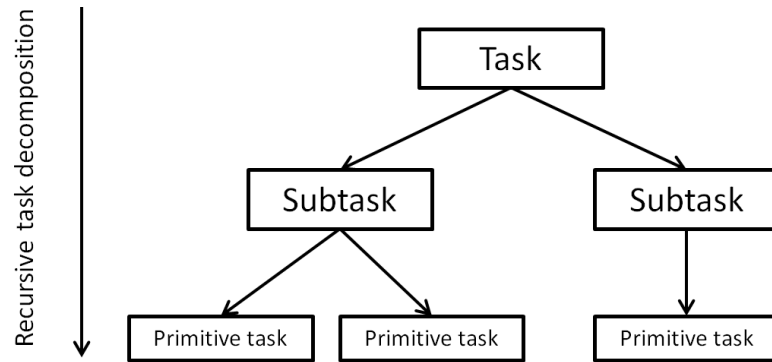 Recursive task decomposition
Task
Subtask
Subtask
Primitive task
Primitive task
Primitive task